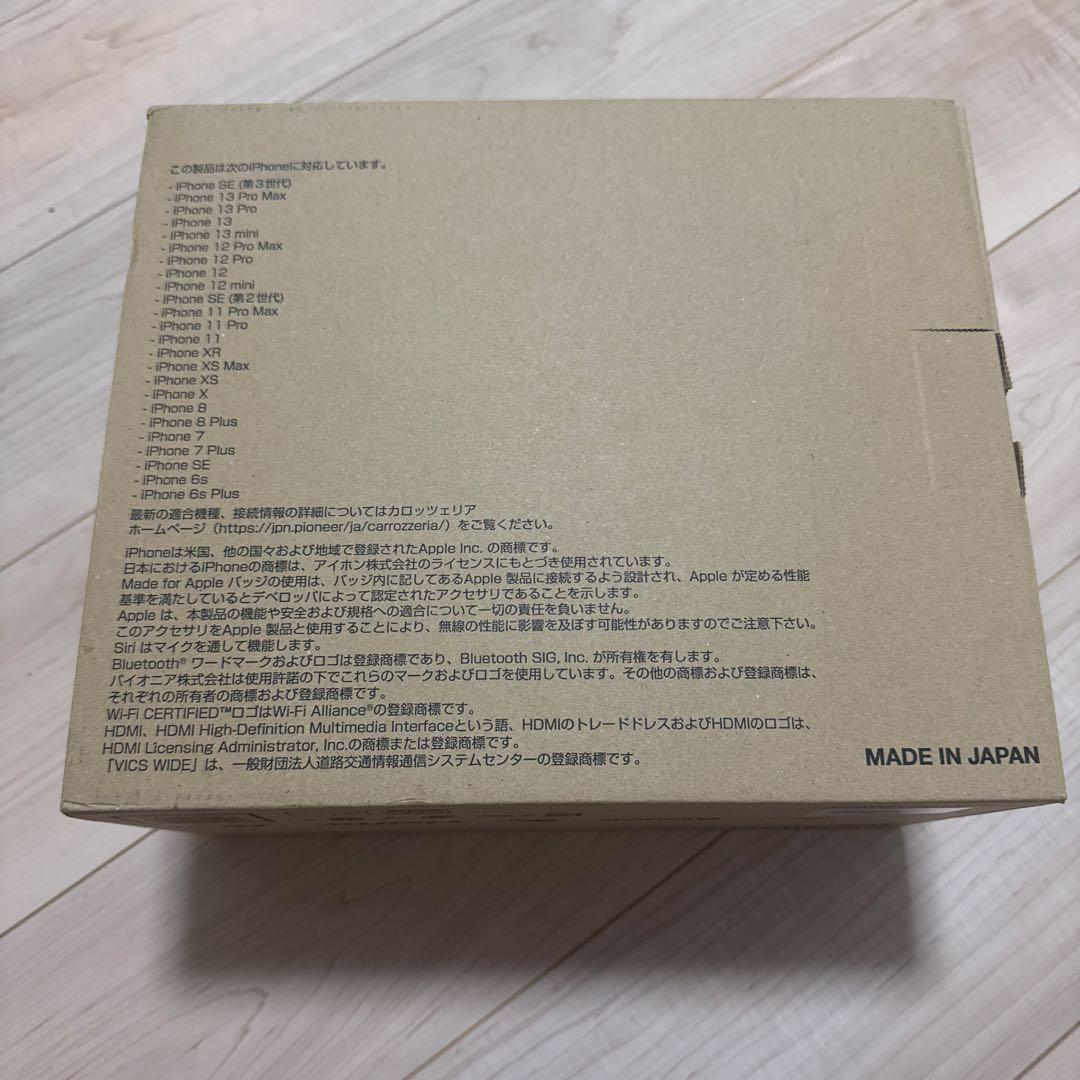 この製品は次のiPhoneに対応しています。
- iPhone SE (第3世代)
- iPhone 13 Pro Max
- iPhone 13 Pro
- iPhone 13
- iPhone 13 mini
- iPhone 12 Pro Max
- iPhone 12 Pro
- iPhone 12
- iPhone 12 mini
- iPhone SE (第2世代)
- iPhone 11 Pro Max
- iPhone 11 Pro
- iPhone 11
- iPhone XR
- iPhone XS Max
- iPhone XS
- iPhone X
- iPhone 8
- iPhone 8 Plus
- iPhone 7
- iPhone 7 Plus
- iPhone SE
- iPhone 6s
- iPhone 6s Plus
最新の適合機種、接続情報の詳細についてはカロッツェリア
ホームページ（https://jpn.pioneer/ja/carrozzeria/）をご覧ください。
iPhoneは米国、他の国々および地域で登録されたApple Inc. の商標です。
日本におけるiPhoneの商標は、アイホン株式会社のライセンスにもとづき使用されています。
Made for Apple バッジの使用は、バッジ内に記してあるApple 製品に接続するよう設計され、Apple が定める性能
基準を満たしているとデベロッパによって認定されたアクセサリであることを示します。
Apple は、本製品の機能や安全および規格への適合について一切の責任を負いません。
このアクセサリをApple 製品と使用することにより、無線の性能に影響を及ぼす可能性がありますのでご注意下さい。
Siri はマイクを通して機能します。
Bluetooth® ワードマークおよびロゴは登録商標であり、Bluetooth SIG, Inc. が所有権を有します。
パイオニア株式会社は使用許諾の下でこれらのマークおよびロゴを使用しています。その他の商標および登録商標は、
それぞれの所有者の商標および登録商標です。
Wi-Fi CERTIFIED™ロゴはWi-Fi Alliance®の登録商標です。
HDMI、HDMI High-Definition Multimedia Interfaceという語、HDMIのトレードドレスおよびHDMIのロゴは、
HDMI Licensing Administrator, Inc.の商標または登録商標です。
「VICS WIDE」は、一般財団法人道路交通情報通信システムセンターの登録商標です。
MADE IN JAPAN